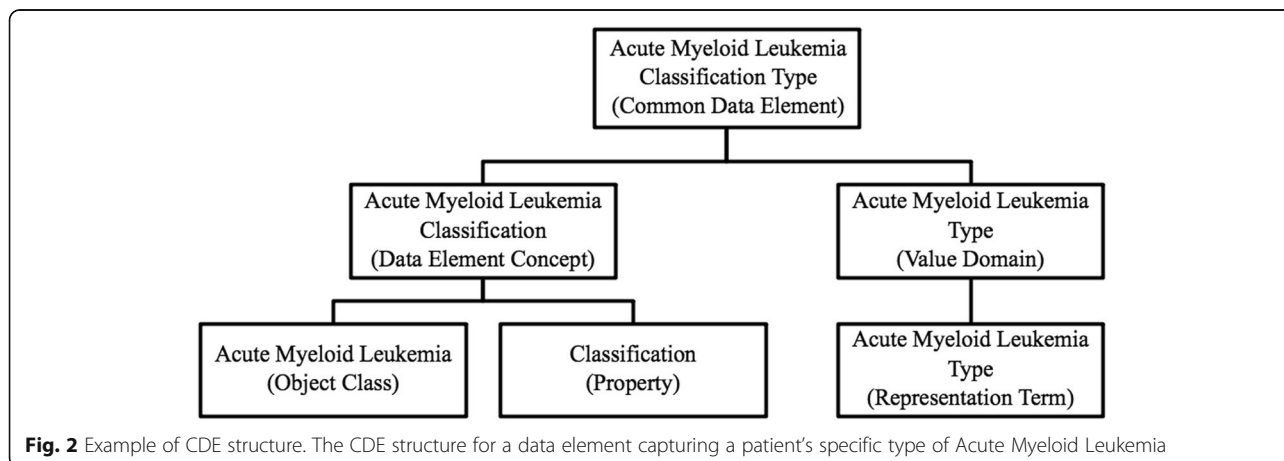 Acute Myeloid Leukemia
Classification Type
(Common Data Element)
Acute Myeloid Leukemia
Classification
(Data Element Concept)
Acute Myeloid Leukemia
Type
(Value Domain)
Acute Myeloid Leukemia
(Object Class)
Classification
(Property)
Acute Myeloid Leukemia
Type
(Representation Term)
Fig. 2 Example of CDE structure. The CDE structure for a data element capturing a patient’s specific type of Acute Myeloid Leukemia